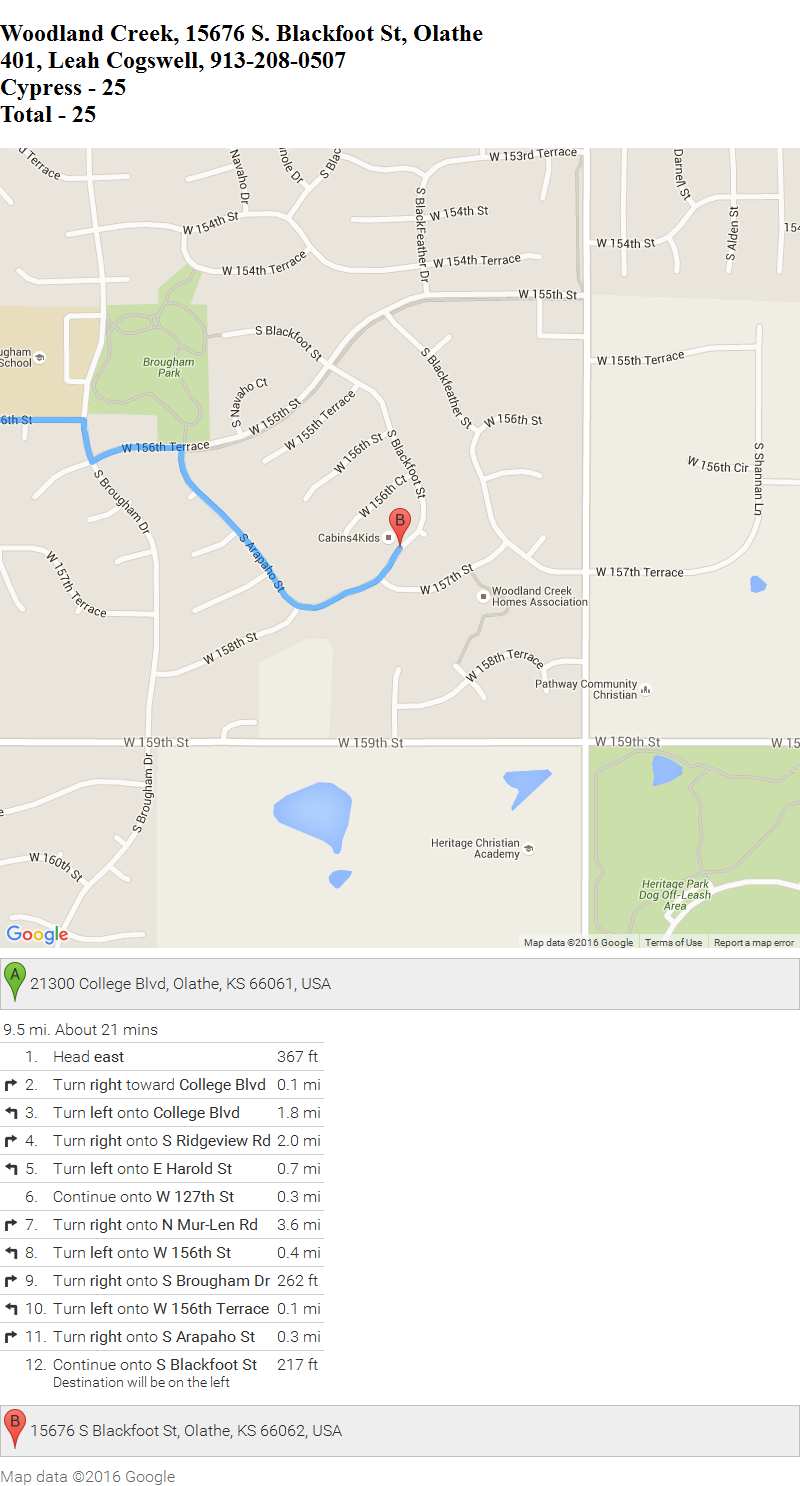 Woodland Creek, 15676 S. Blackfoot St, Olathe
401, Leah Cogswell, 913-208-0507
Cypress - 25
Total - 25
d Terrace
Navaho Dr
nole Dr
S Blac
W 153rd Terrace
Darnell St
W 154th St
S BlackFeather Dr
W 154th St
S Alden St
154
W 154th St
W 154th Terrace
W 154th Terrace
W 155th St
S Blackfoot St
ugham
School
Brougham
Park
S Blackfeather St
W 155th Terrace
S Navaho Ct
W 155th St
W 155th Terrace
6th St
W 156th St
W 156th Terrace
W 156th St
S Blackfoot St
W 156th Cir
S Shannan Ln
S Brougham Dr
W 156th Ct
B
Cabins4Kids
S Arapaho St
W 157th Terrace
W 157th St
W 157th Terrace
Woodland Creek
Homes Association
W 158th St
W 158th Terrace
Pathway Community
Christian
W 159th St
W 159th St
W 159th St
W 15
S Brougham Dr
e
W 160th St
Heritage Christian
Academy
Heritage Park
Dog Off-Leash
Area
Google
Map data ©2016 Google
Terms of Use
Report a map error
A
21300 College Blvd, Olathe, KS 66061, USA
9.5 mi. About 21 mins
1. Head east 367 ft
2. Turn right toward College Blvd 0.1 mi
3. Turn left onto College Blvd 1.8 mi
4. Turn right onto S Ridgeview Rd 2.0 mi
5. Turn left onto E Harold St 0.7 mi
6. Continue onto W 127th St 0.3 mi
7. Turn right onto N Mur-Len Rd 3.6 mi
8. Turn left onto W 156th St 0.4 mi
9. Turn right onto S Brougham Dr 262 ft
10. Turn left onto W 156th Terrace 0.1 mi
11. Turn right onto S Arapaho St 0.3 mi
12. Continue onto S Blackfoot St 217 ft
Destination will be on the left
B
15676 S Blackfoot St, Olathe, KS 66062, USA
Map data ©2016 Google